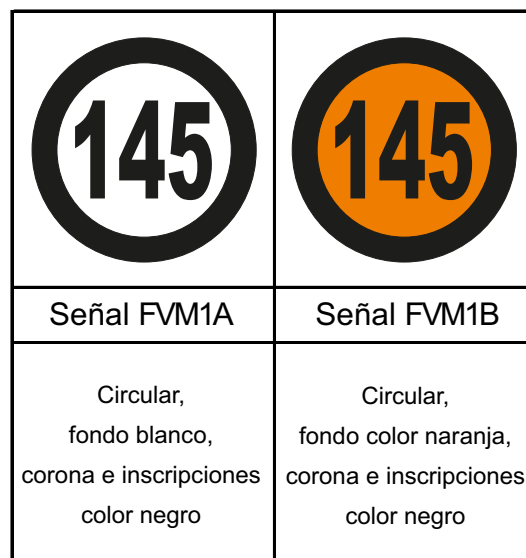 145
145
Señal FVM1A
Señal FVM1B
Circular,
fondo blanco,
corona e inscripciones
color negro
Circular,
fondo color naranja,
corona e inscripciones
color negro